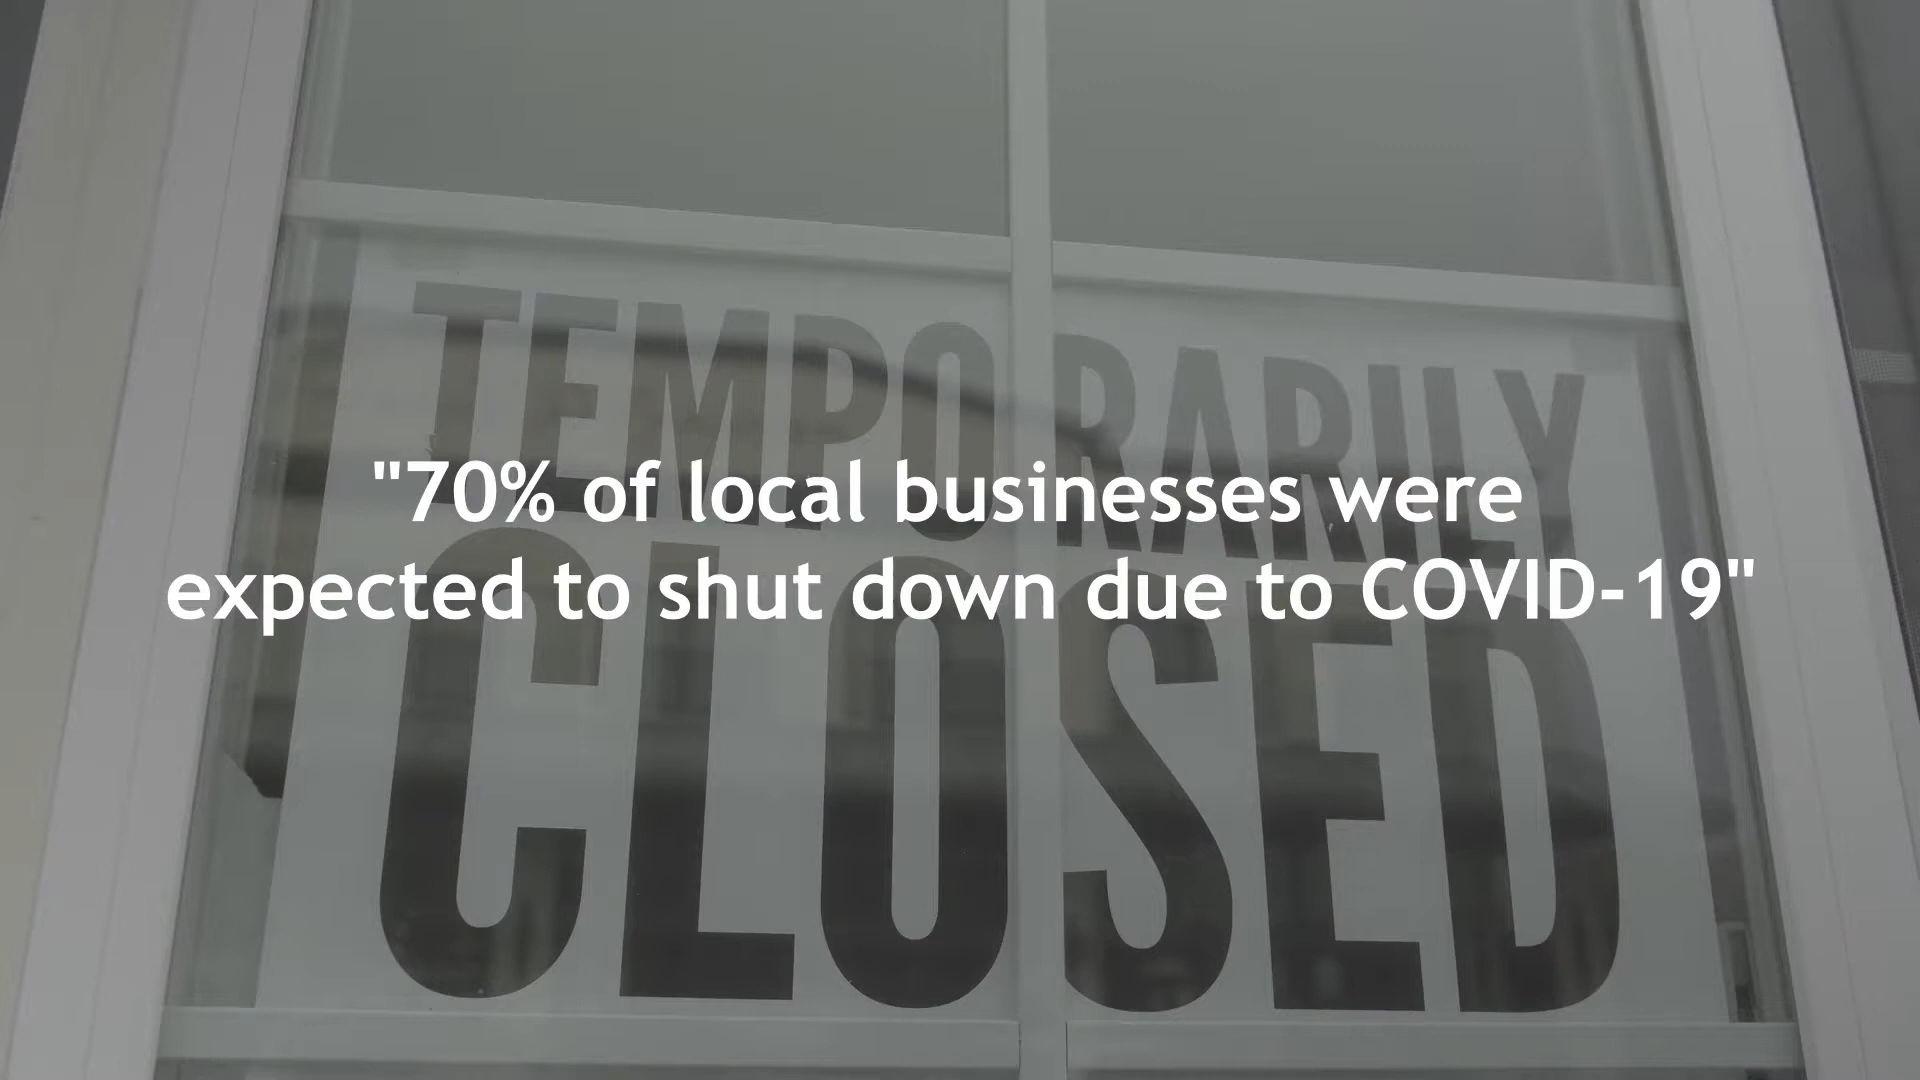 TEMPORARILY
"70% of local businesses were
expected to shut down due to COVID-19"
CLOSED